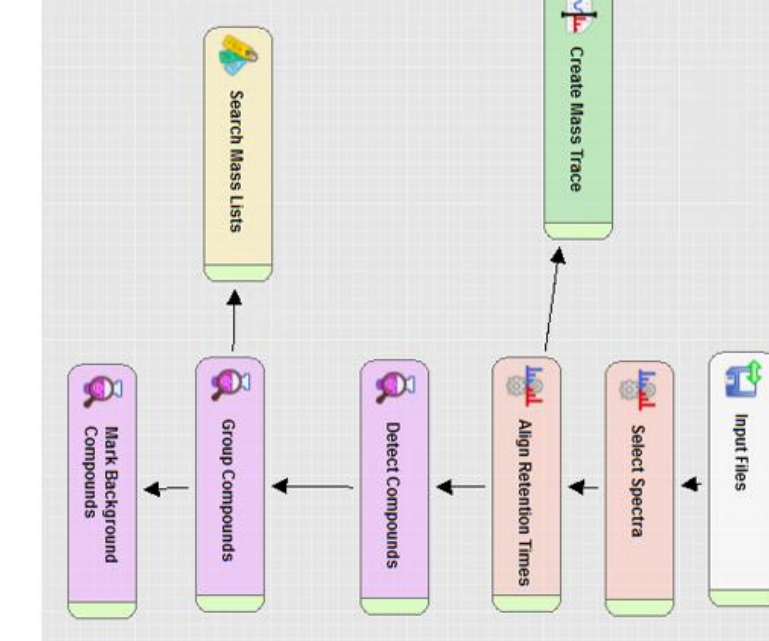 Input Files
Select Spectra
Align Retention Times
Create Mass Trace
Detect Compounds
Group Compounds
Search Mass Lists
Mark Background
Compounds